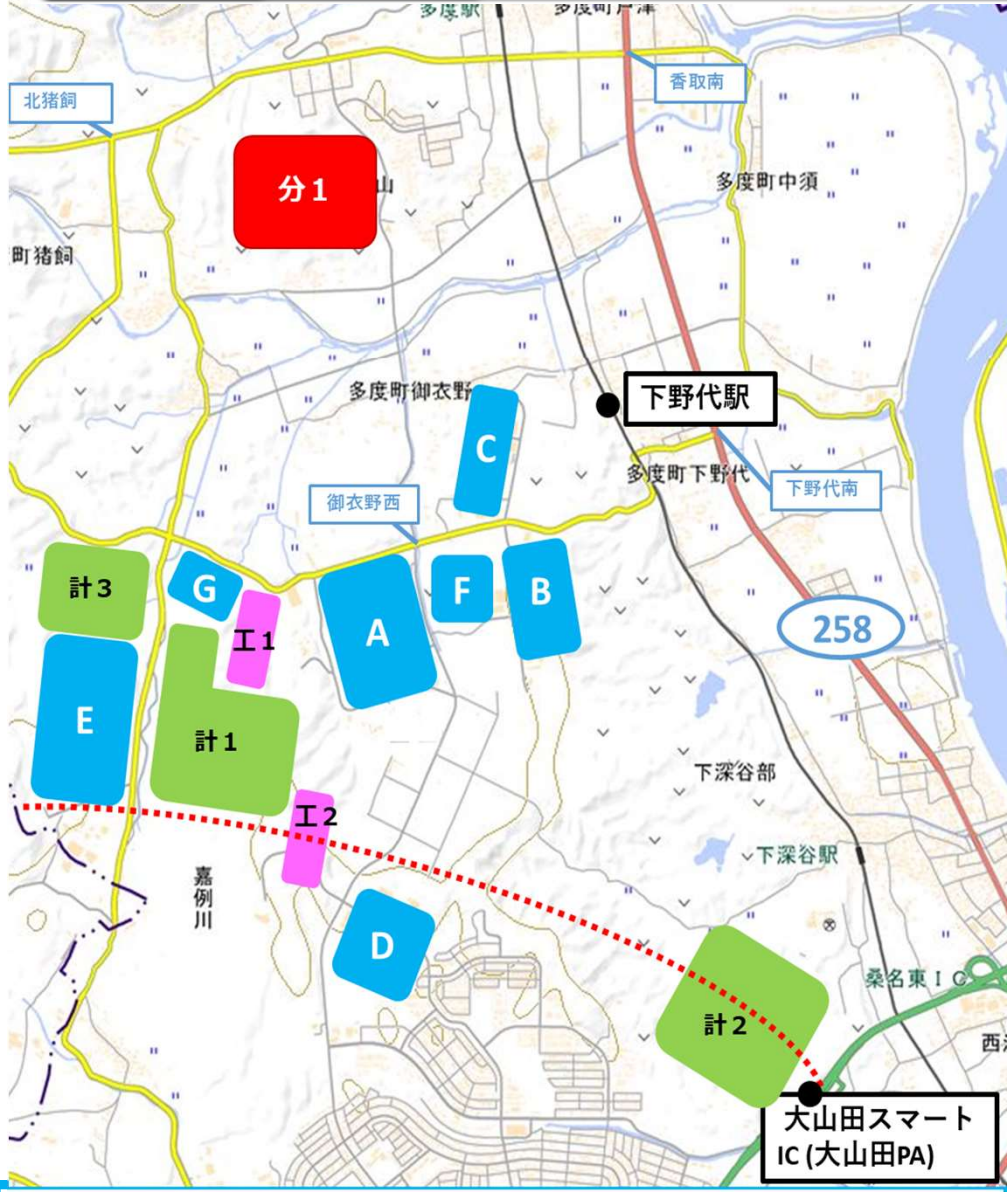 多度駅
多度町戸津
北猪飼
香取南
分1
山
多度町中須
町猪飼
多度町御衣野
下野代駅
C
多度町下野代
下野代南
御衣野西
計3
G
工1
A
F
B
258
E
計1
下深谷部
工2
下深谷駅
嘉例川
D
桑名東IC
計2
大山田スマート
IC (大山田PA)